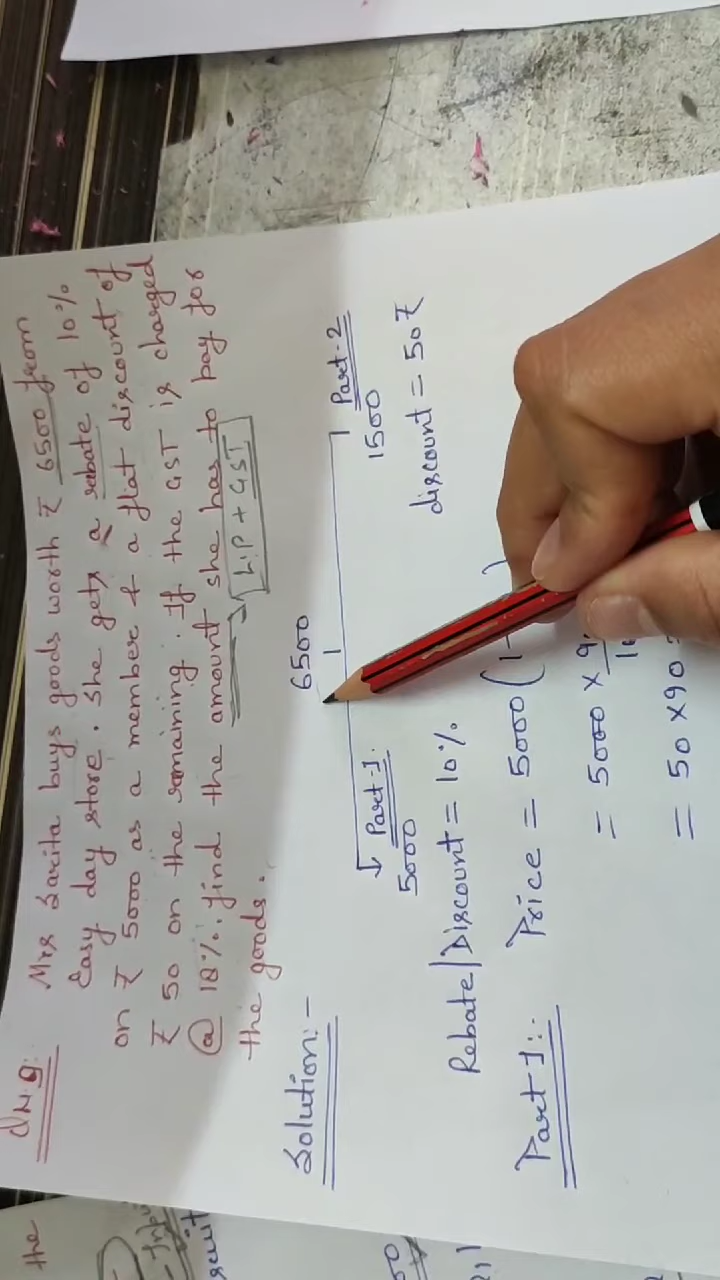 Q.N.9:
Mrs Sarita buys goods worth ₹ 6500 from
Easy day store. She gets a rebate of 10%
on ₹ 5000 as a member & a flat discount of
₹ 50 on the remaining. If the GST is charged
@ 18%, find the amount she has to pay for
the goods.
L.P + GST
Solution:-
6500
Part-1 Part-2
5000 1500
Rebate/Discount = 10% discount = 50₹
Part 1:- Price = 5000 (1-
= 5000 × 9
10
= 50 × 90 =
the